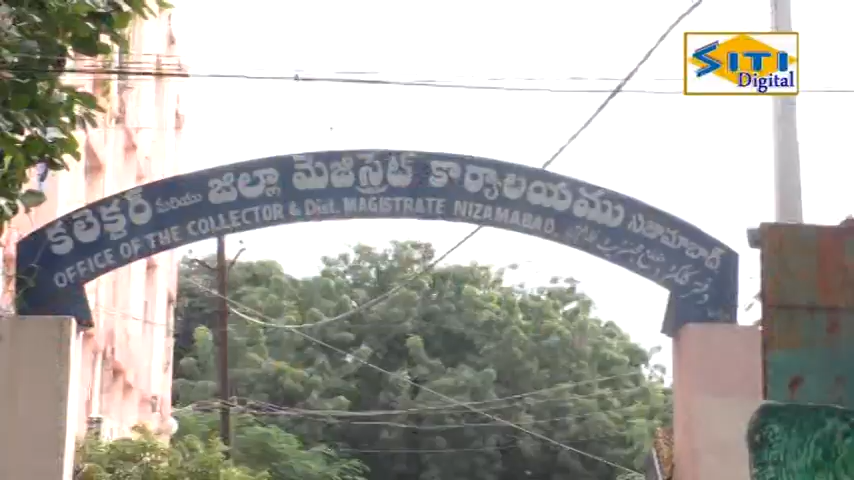 SITI
Digital
కలెక్టర్ మరియు జిల్లా మేజిస్ట్రేట్ కార్యాలయము నిజామాబాద్
OFFICE OF THE COLLECTOR & Dist. MAGISTRATE NIZAMABAD.